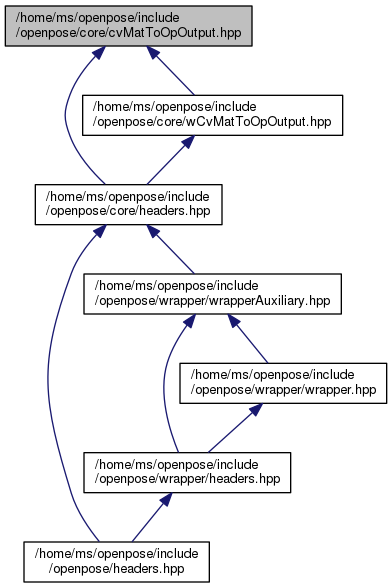 /home/ms/openpose/include
/openpose/core/cvMatToOpOutput.hpp
/home/ms/openpose/include
/openpose/core/wCvMatToOpOutput.hpp
/home/ms/openpose/include
/openpose/core/headers.hpp
/home/ms/openpose/include
/openpose/wrapper/wrapperAuxiliary.hpp
/home/ms/openpose/include
/openpose/wrapper/wrapper.hpp
/home/ms/openpose/include
/openpose/wrapper/headers.hpp
/home/ms/openpose/include
/openpose/headers.hpp